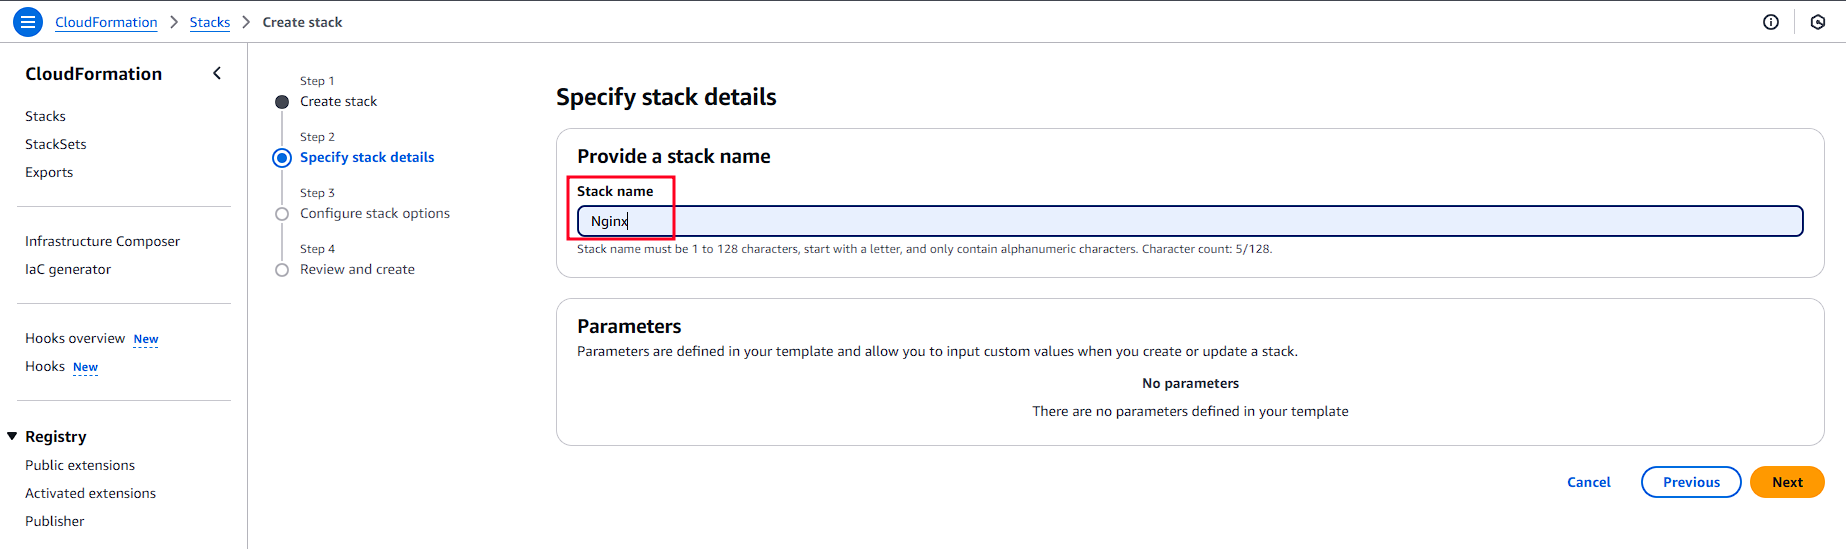 CloudFormation > Stacks > Create stack
CloudFormation
Stacks
StackSets
Exports
Infrastructure Composer
IaC generator
Hooks overview New
Hooks New
Registry
Public extensions
Activated extensions
Publisher
Step 1
Create stack
Step 2
Specify stack details
Step 3
Configure stack options
Step 4
Review and create
Specify stack details
Provide a stack name
Stack name
Nginx
Stack name must be 1 to 128 characters, start with a letter, and only contain alphanumeric characters. Character count: 5/128.
Parameters
Parameters are defined in your template and allow you to input custom values when you create or update a stack.
No parameters
There are no parameters defined in your template
Cancel Previous Next